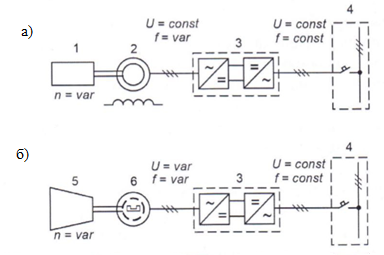 а)
U = const
f = var
U = const
f = const
4
1
2
3
n = var
~
=
=
~
б)
U = var
f = var
U = const
f = const
4
5
6
3
n = var
~
=
=
~